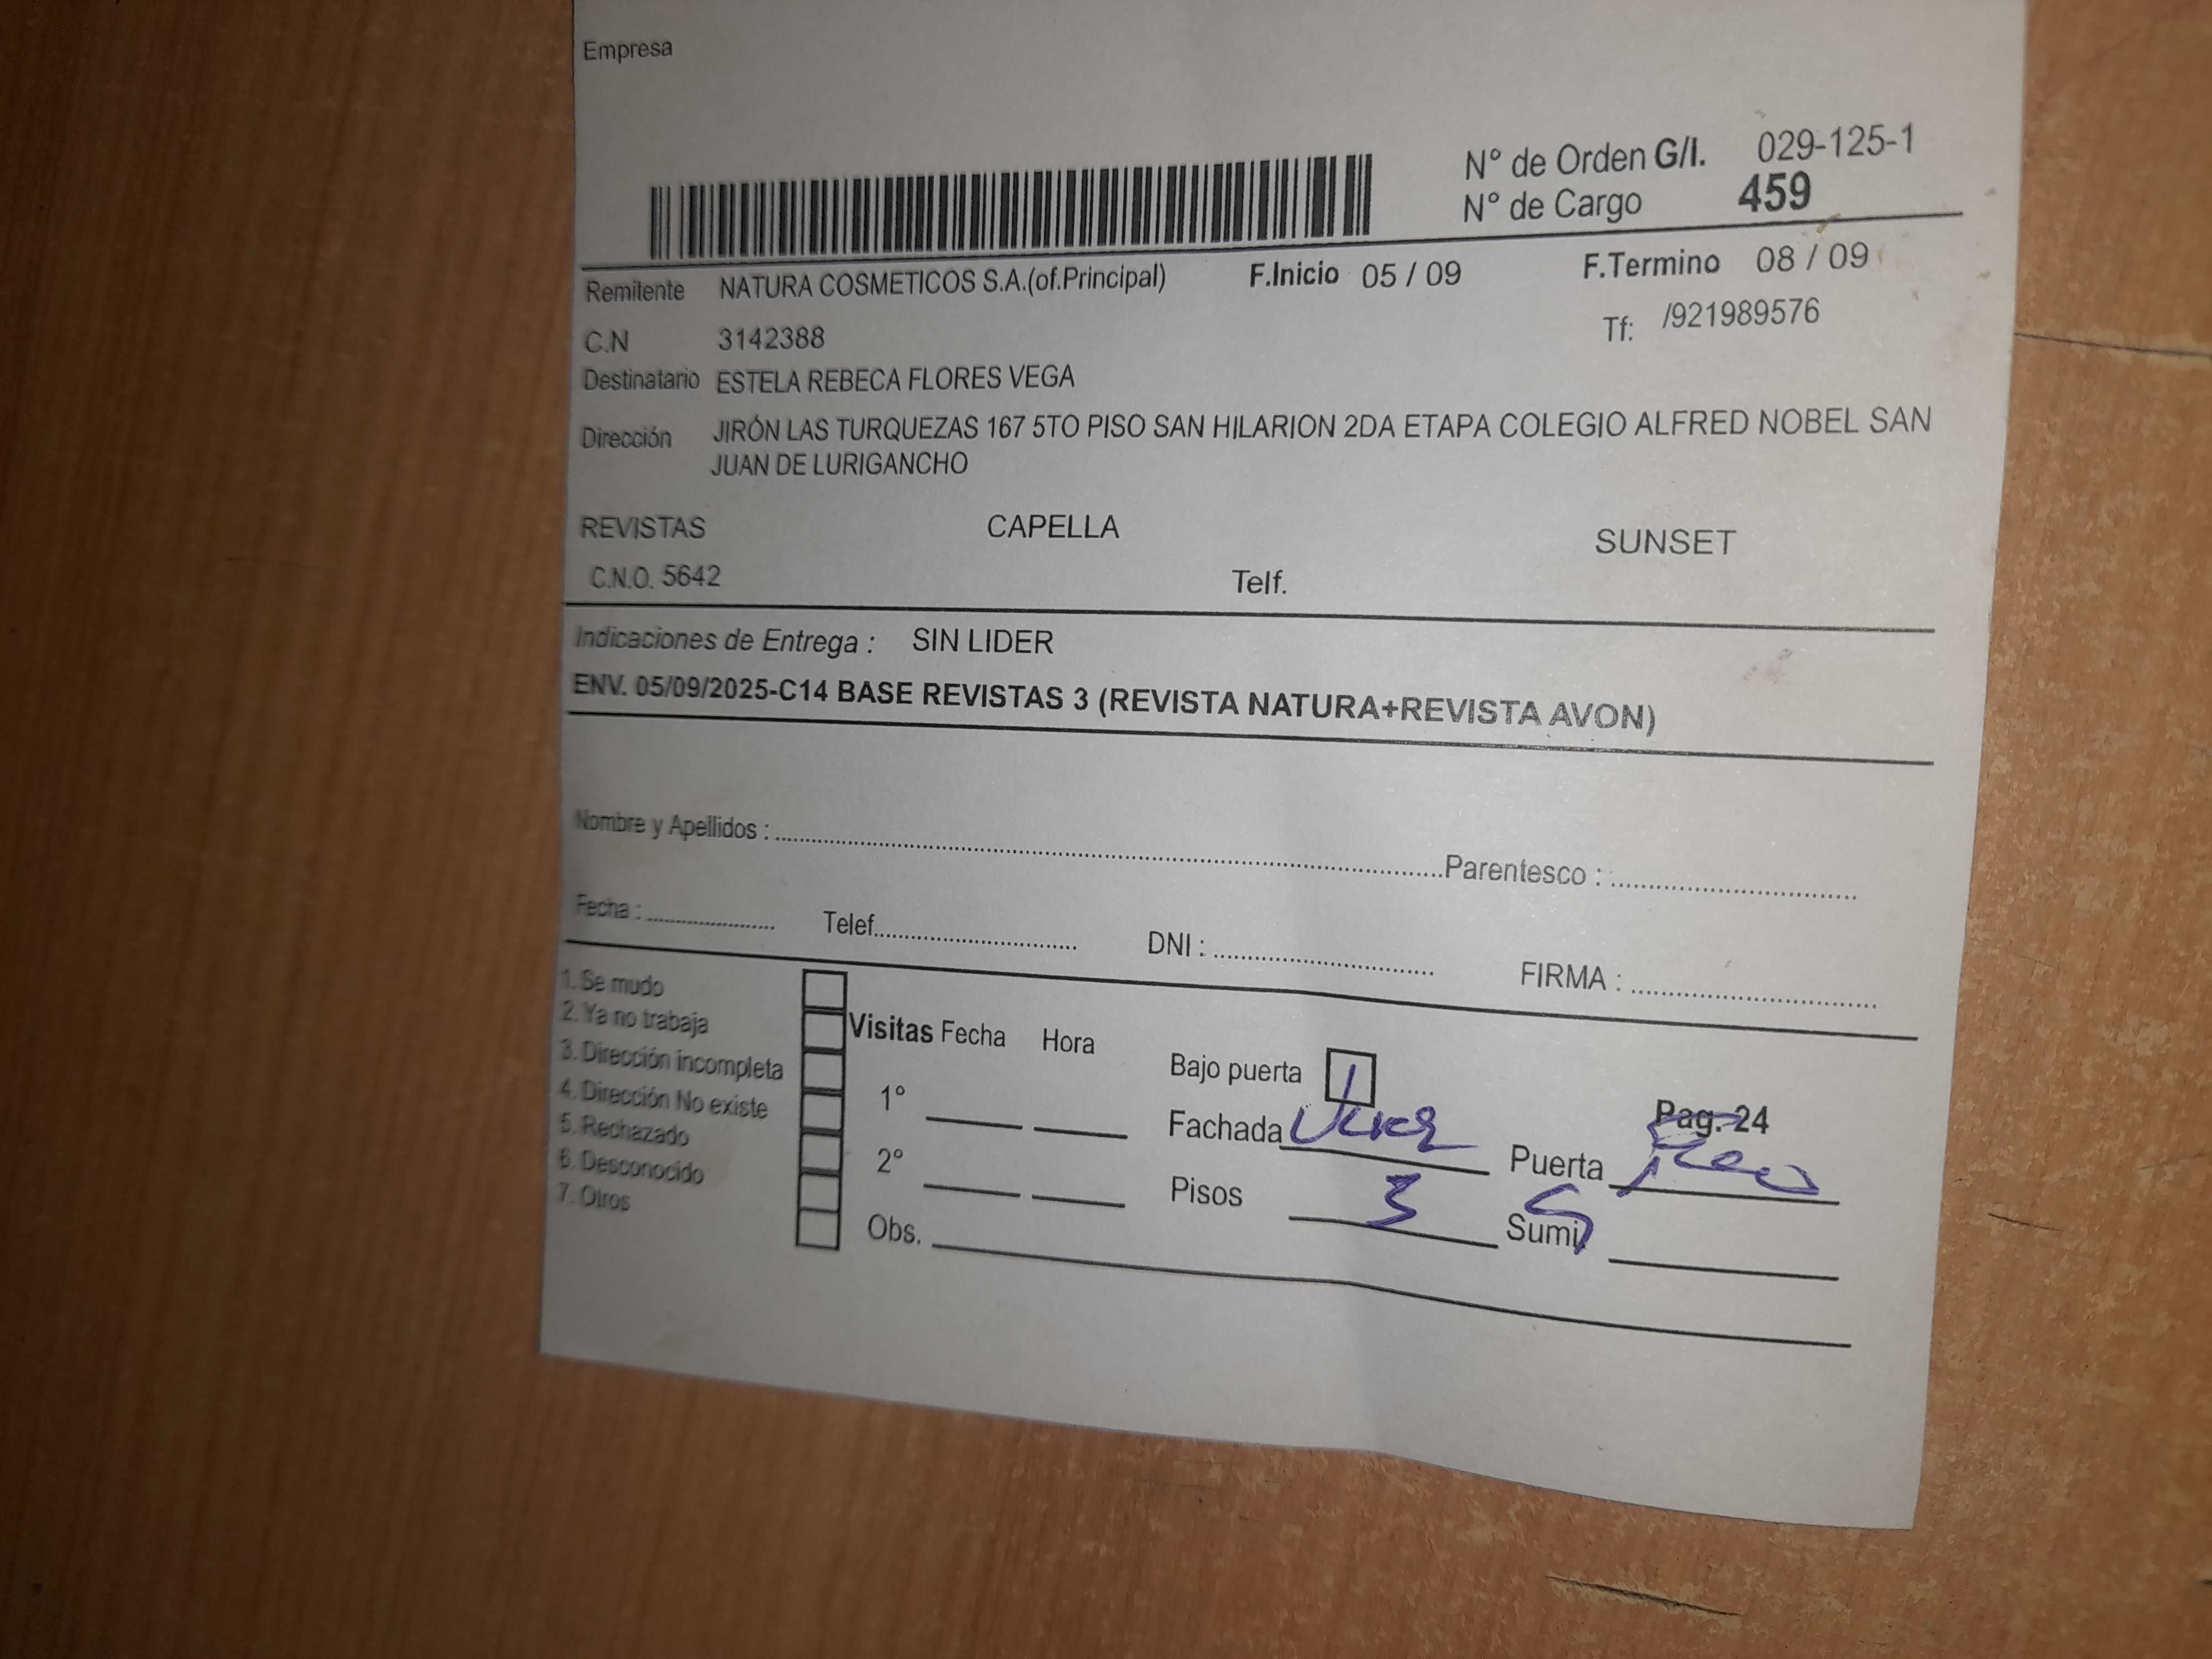 Empresa
N° de Orden G/I. 029-125-1
N° de Cargo 459
Remitente NATURA COSMETICOS S.A.(of.Principal) F.Inicio 05 / 09 F.Termino 08 / 09
C.N 3142388 Tf: /921989576
Destinatario ESTELA REBECA FLORES VEGA
Dirección JIRÓN LAS TURQUEZAS 167 5TO PISO SAN HILARION 2DA ETAPA COLEGIO ALFRED NOBEL SAN
JUAN DE LURIGANCHO
REVISTAS CAPELLA SUNSET
C.N.O. 5642 Telf.
Indicaciones de Entrega : SIN LIDER
ENV. 05/09/2025-C14 BASE REVISTAS 3 (REVISTA NATURA+REVISTA AVON)
Nombre y Apellidos : Parentesco :
Fecha : Telef. DNI : FIRMA :
1. Se mudo
2. Ya no trabaja
3. Dirección incompleta
4. Dirección No existe
5. Rechazado
6. Desconocido
7. Otros
Visitas Fecha Hora
1°
2°
Obs.
Bajo puerta
Pag. 24
Fachada
Puerta
Pisos 3
Sumi.